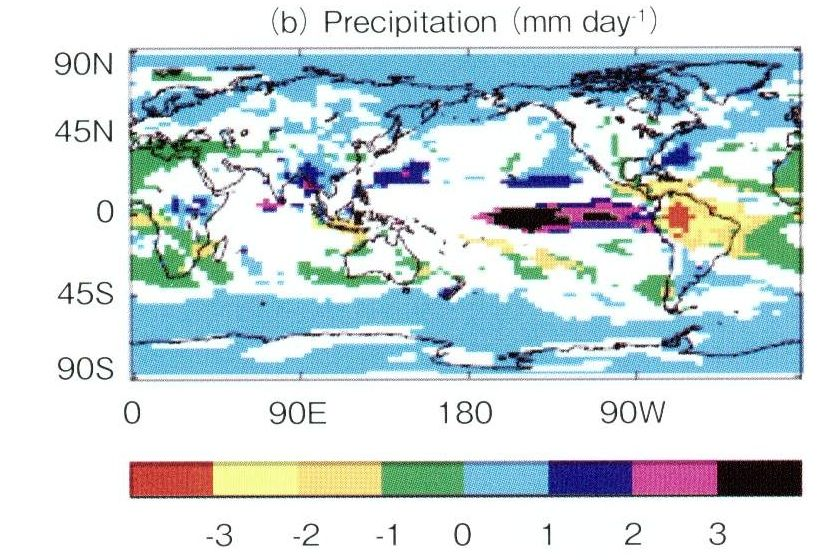 (b) Precipitation (mm day-1)
90N
45N
0
45S
90S
0 90E 180 90W
-3 -2 -1 0 1 2 3